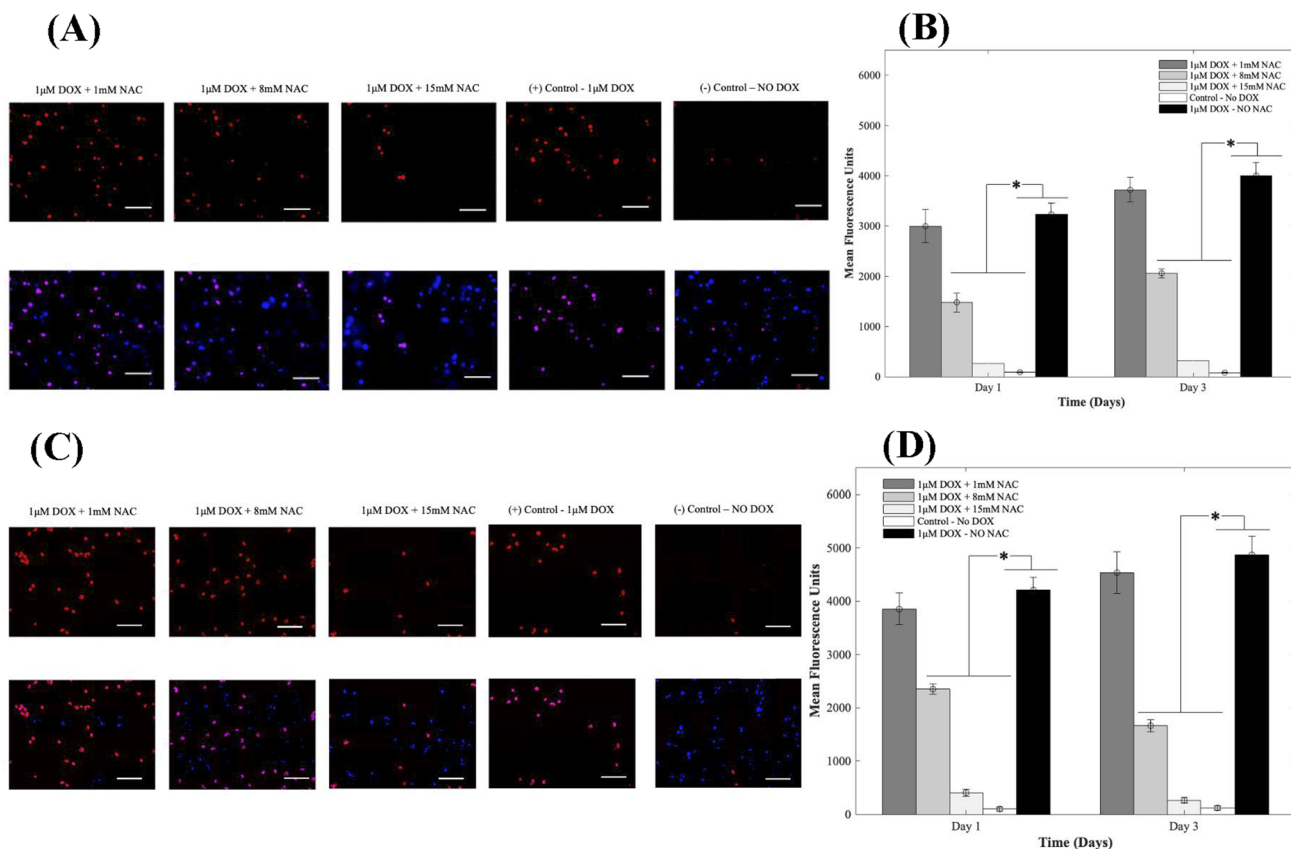 (A)
1μM DOX + 1mM NAC
1μM DOX + 8mM NAC
1μM DOX + 15mM NAC
(+) Control - 1μM DOX
(-) Control – NO DOX
(B)
6000
5000
4000
3000
2000
1000
0
Mean Fluorescence Units
1μM DOX + 1mM NAC
1μM DOX + 8mM NAC
1μM DOX + 15mM NAC
Control - No DOX
1μM DOX - NO NAC
*
*
Day 1
Day 3
Time (Days)
(C)
1μM DOX + 1mM NAC
1μM DOX + 8mM NAC
1μM DOX + 15mM NAC
(+) Control - 1μM DOX
(-) Control – NO DOX
(D)
6000
5000
4000
3000
2000
1000
0
Mean Fluorescence Units
1μM DOX + 1mM NAC
1μM DOX + 8mM NAC
1μM DOX + 15mM NAC
Control - No DOX
1μM DOX - NO NAC
*
*
Day 1
Day 3
Time (Days)